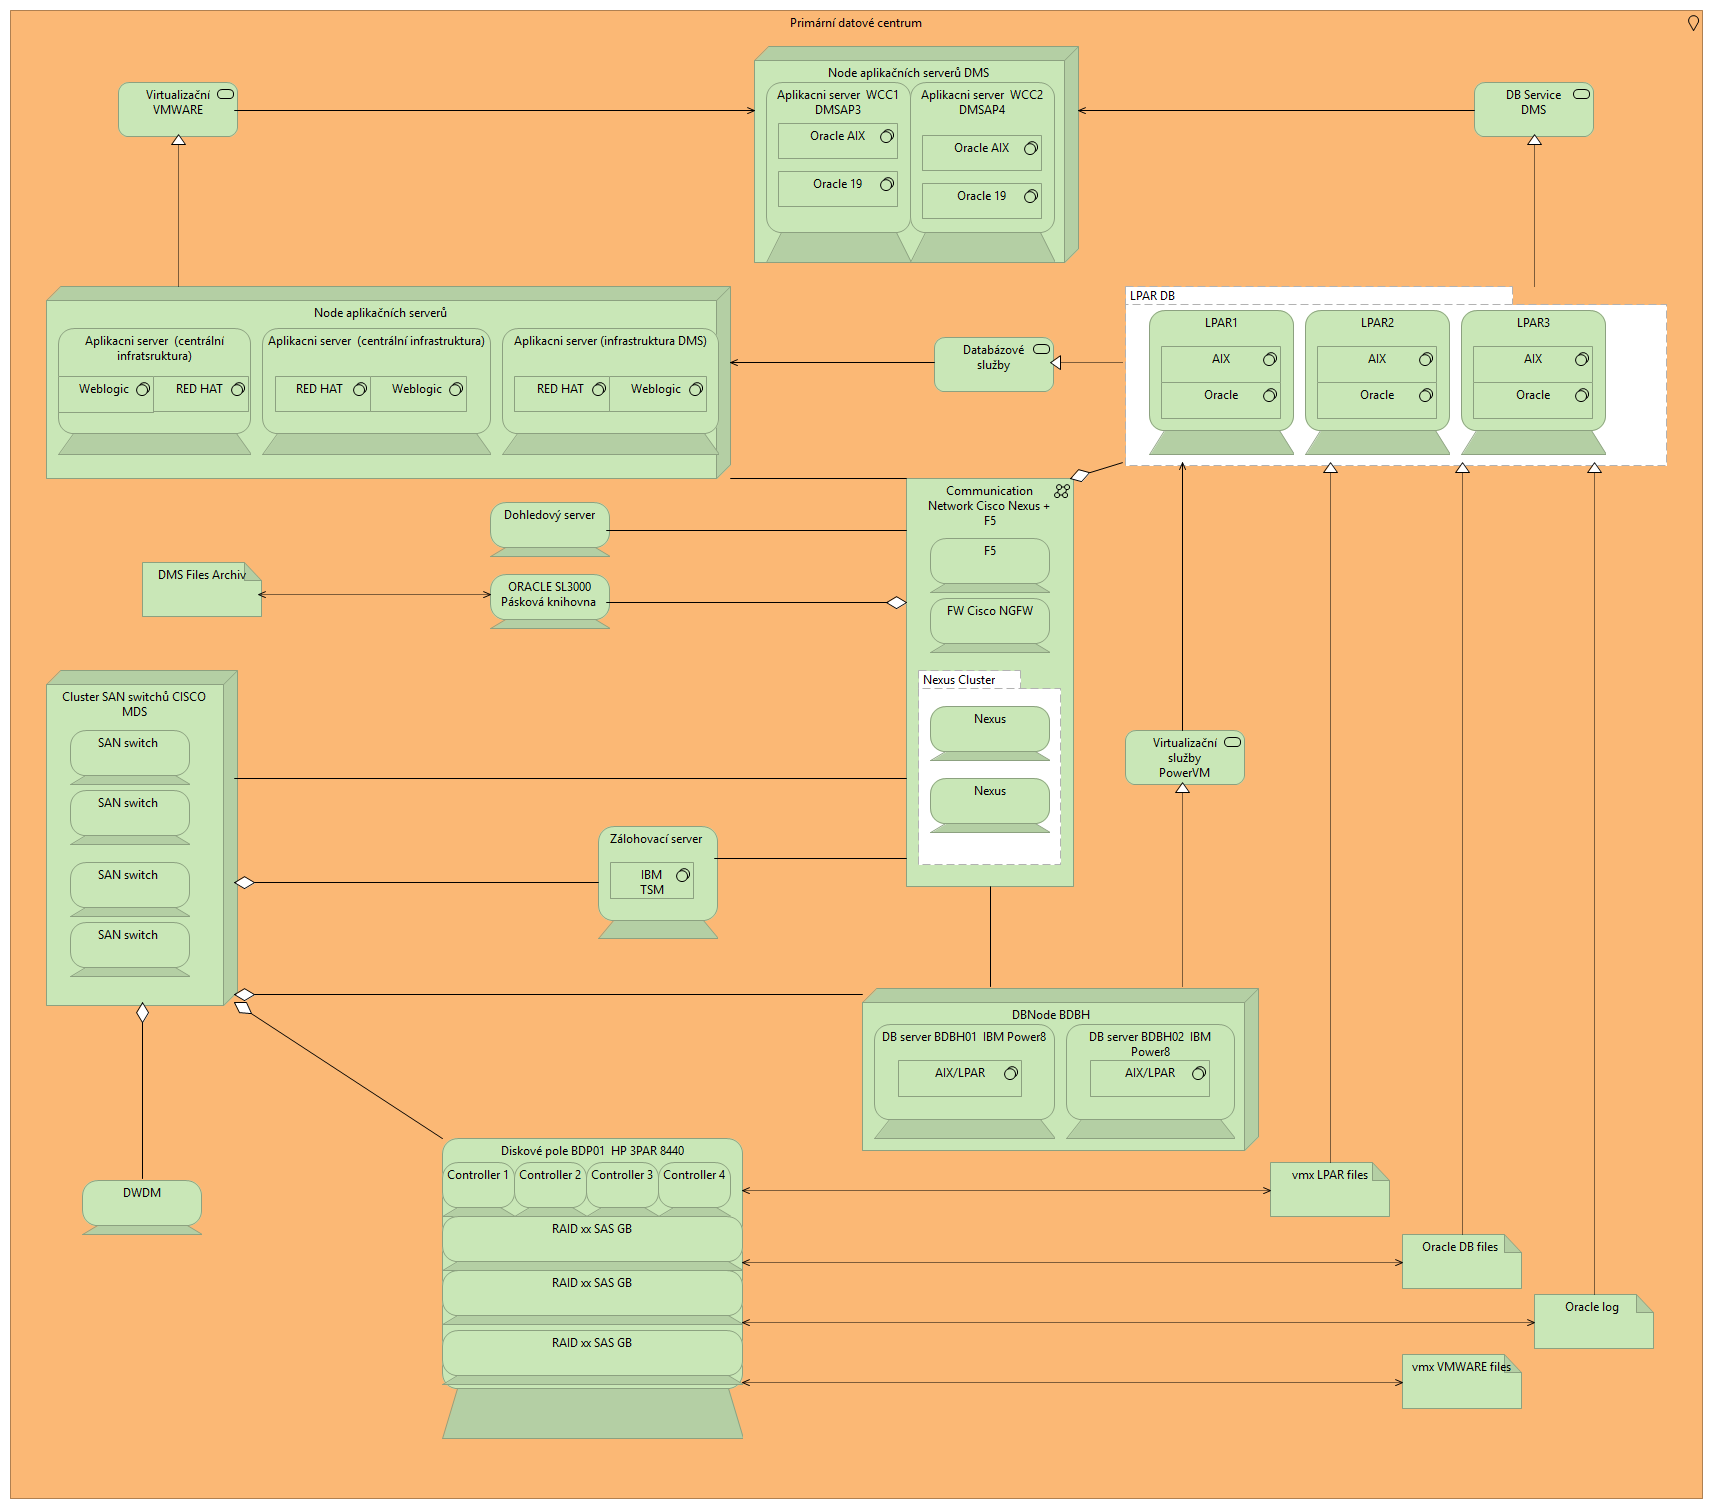 Primární datové centrum
Virtualizační
VMWARE
Node aplikačních serverů DMS
Aplikacni server  WCC1
DMSAP3
Oracle AIX
Oracle 19
Aplikacni server  WCC2
DMSAP4
Oracle AIX
Oracle 19
DB Service
DMS
Node aplikačních serverů
Aplikacni server  (centrální
infratsruktura)
Weblogic
RED HAT
Aplikacni server  (centrální infrastruktura)
RED HAT
Weblogic
Aplikacni server (infrastruktura DMS)
RED HAT
Weblogic
Databázové
služby
LPAR DB
LPAR1
AIX
Oracle
LPAR2
AIX
Oracle
LPAR3
AIX
Oracle
Communication
Network Cisco Nexus +
F5
F5
FW Cisco NGFW
Nexus Cluster
Nexus
Nexus
Dohledový server
DMS Files Archiv
ORACLE SL3000
Pásková knihovna
Cluster SAN switchů CISCO
MDS
SAN switch
SAN switch
SAN switch
SAN switch
Virtualizační
služby
PowerVM
Zálohovací server
IBM
TSM
DBNode BDBH
DB server BDBH01  IBM Power8
AIX/LPAR
DB server BDBH02  IBM
Power8
AIX/LPAR
DWDM
Diskové pole BDP01  HP 3PAR 8440
Controller 1
Controller 2
Controller 3
Controller 4
RAID xx SAS GB
RAID xx SAS GB
RAID xx SAS GB
vmx LPAR files
Oracle DB files
Oracle log
vmx VMWARE files